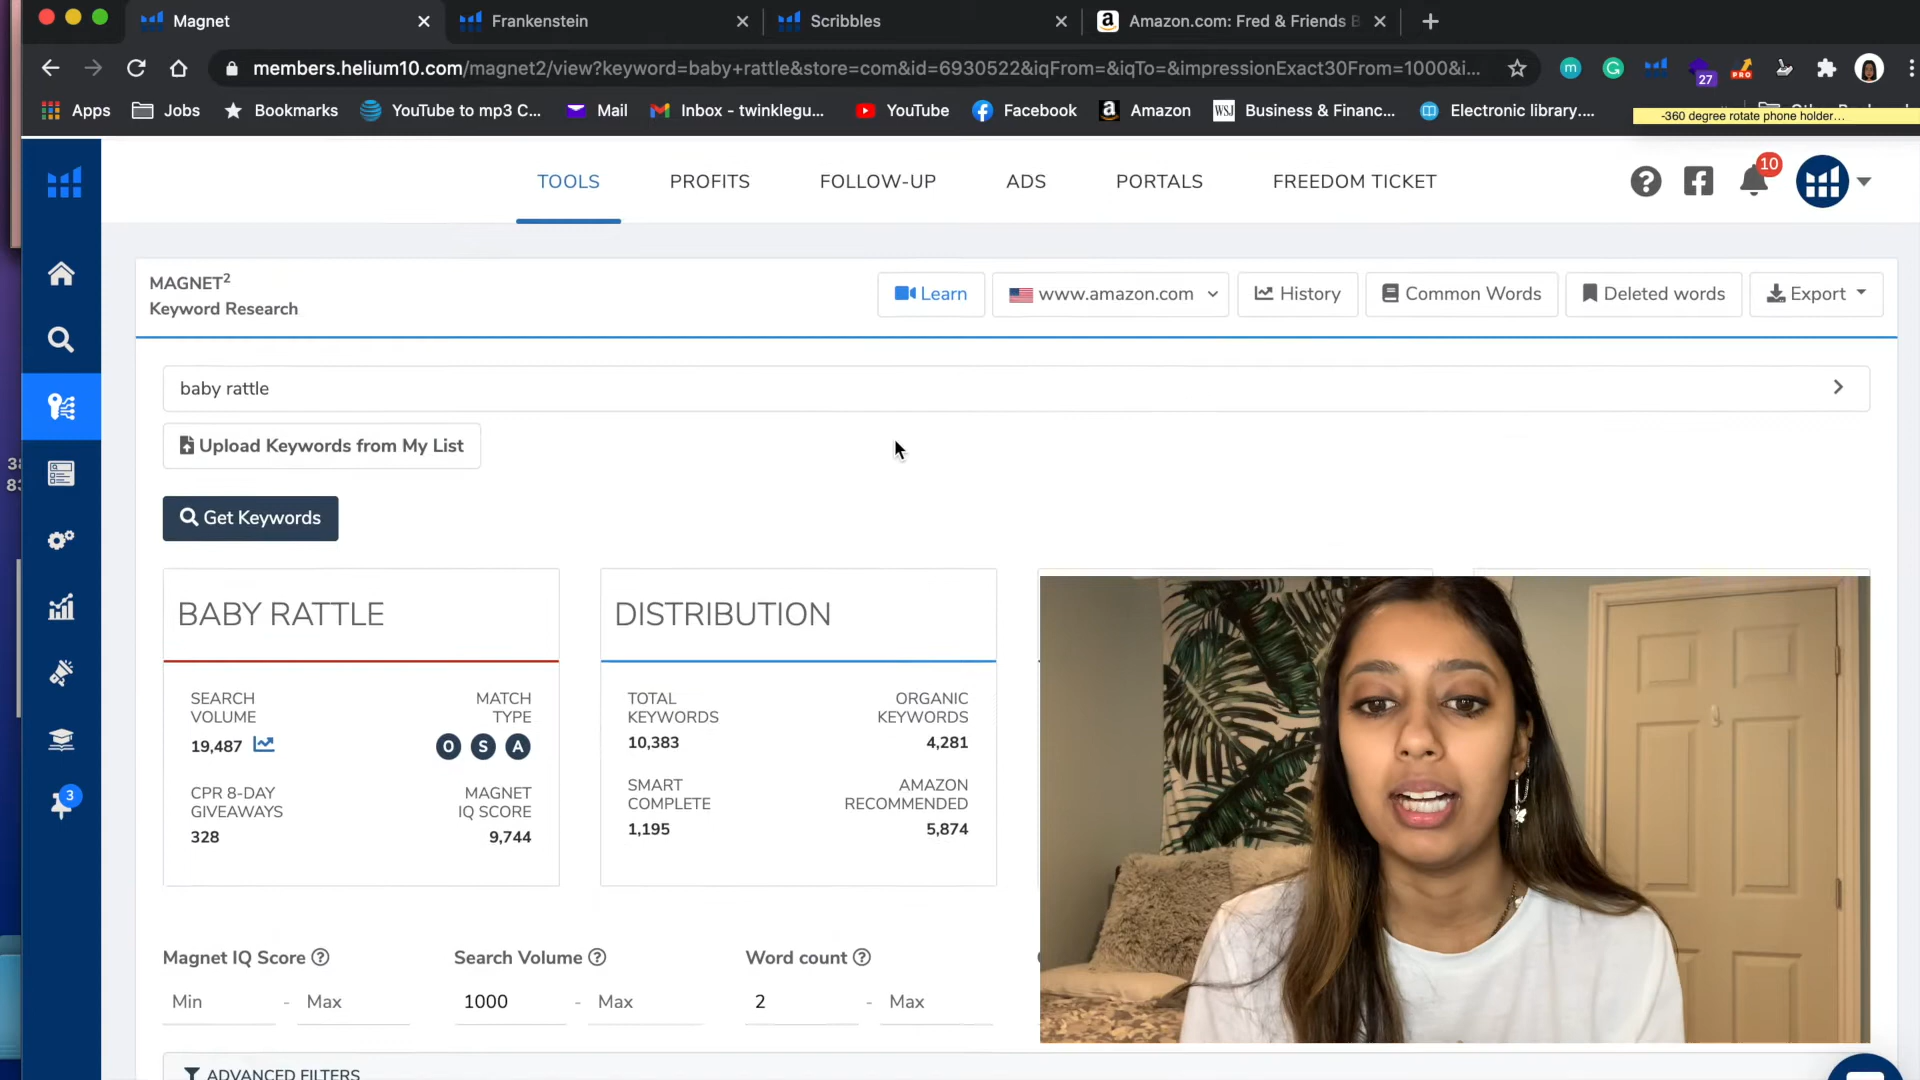 Magnet
Frankenstein
Scribbles
Amazon.com: Fred & Friends B
members.helium10.com/magnet2/view?keyword=baby+rattle&store=com&id=6930522&iqFrom=&iqTo=&impressionExact30From=1000&i...
27
PRO
Apps
Jobs
Bookmarks
YouTube to mp3 C...
Mail
Inbox - twinklegu...
YouTube
Facebook
Amazon
WSJ
Business & Financ...
Electronic library....
-360 degree rotate phone holder...
TOOLS
PROFITS
FOLLOW-UP
ADS
PORTALS
FREEDOM TICKET
10
MAGNET2
Keyword Research
Learn
www.amazon.com
History
Common Words
Deleted words
Export
baby rattle
Upload Keywords from My List
Get Keywords
3
BABY RATTLE
SEARCH VOLUME
19,487
MATCH TYPE
O S A
CPR 8-DAY GIVEAWAYS
328
MAGNET IQ SCORE
9,744
DISTRIBUTION
TOTAL KEYWORDS
10,383
ORGANIC KEYWORDS
4,281
SMART COMPLETE
1,195
AMAZON RECOMMENDED
5,874
Magnet IQ Score
Min - Max
Search Volume
1000 - Max
Word count
2 - Max
ADVANCED FILTERS